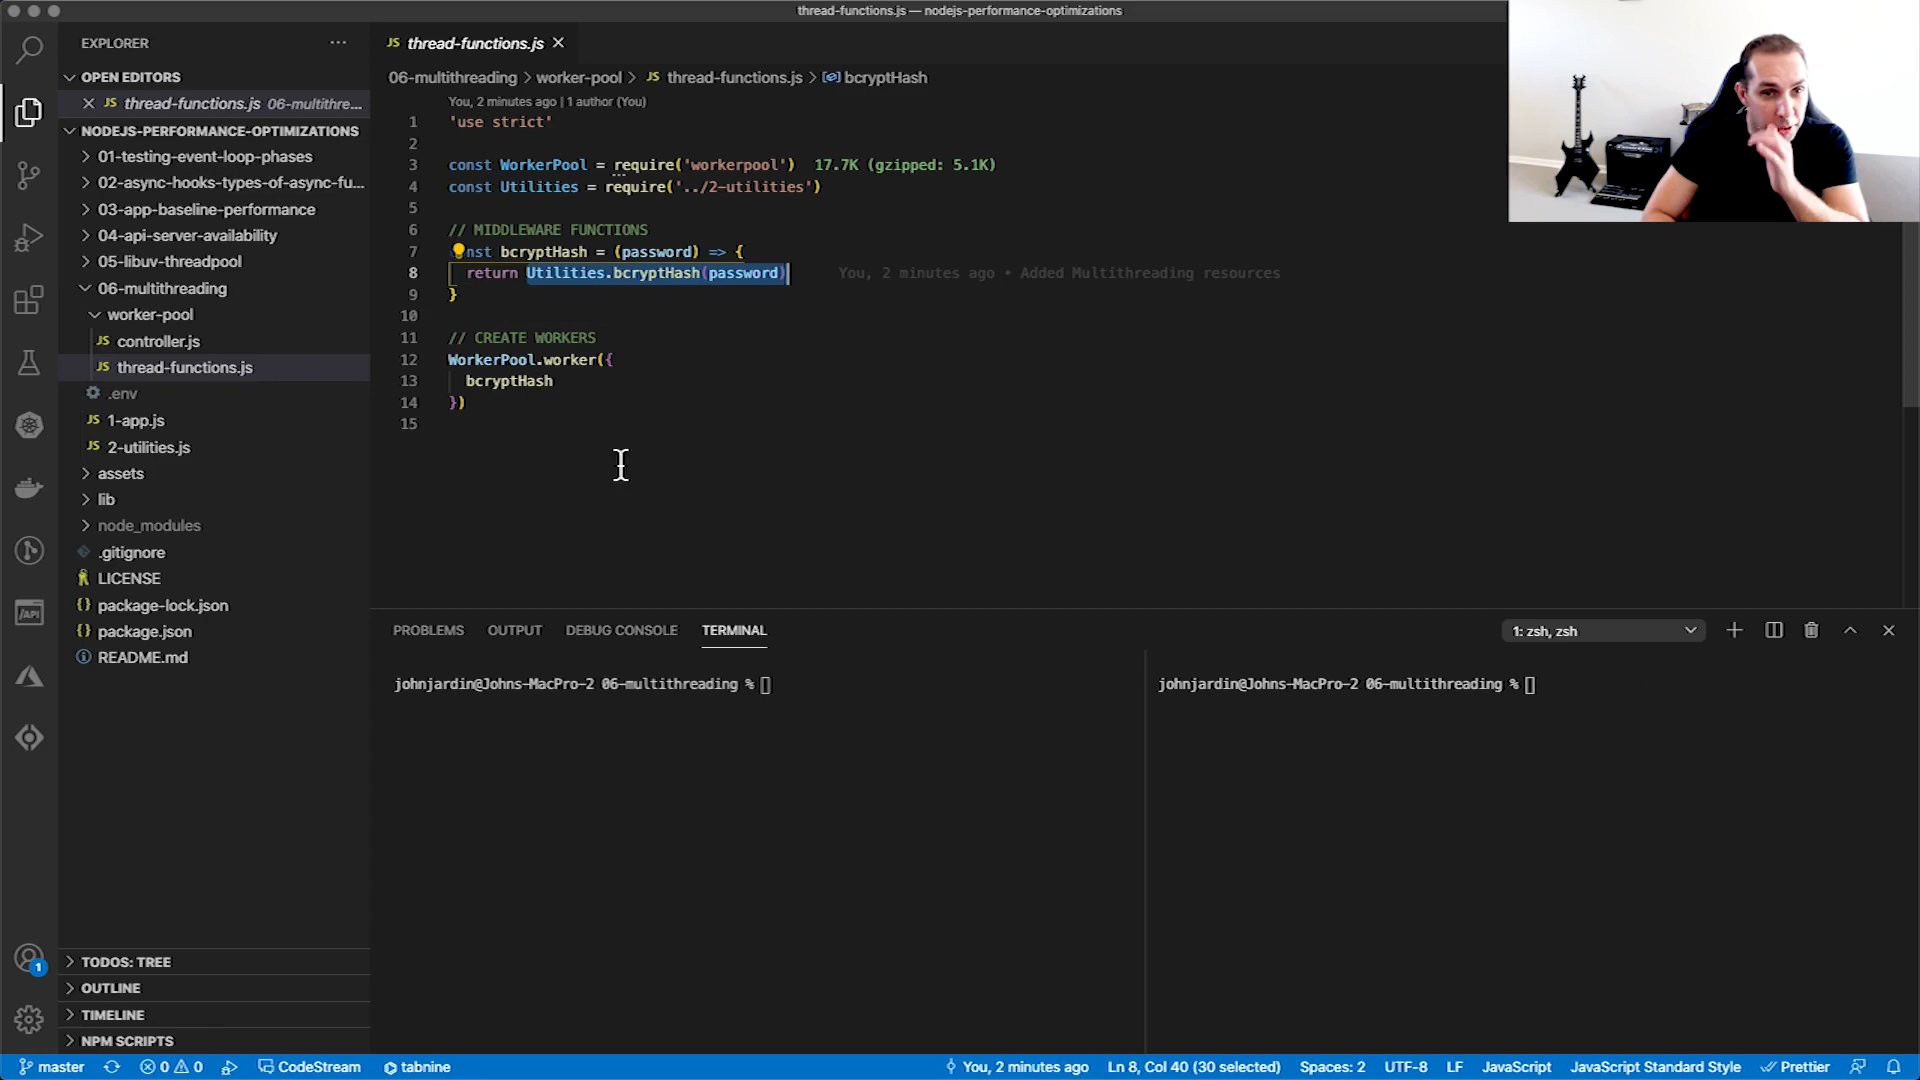 thread-functions.js — nodejs-performance-optimizations
EXPLORER
OPEN EDITORS
JS thread-functions.js 06-multithre...
NODEJS-PERFORMANCE-OPTIMIZATIONS
01-testing-event-loop-phases
02-async-hooks-types-of-async-fu...
03-app-baseline-performance
04-api-server-availability
05-libuv-threadpool
06-multithreading
worker-pool
JS controller.js
JS thread-functions.js
.env
JS 1-app.js
JS 2-utilities.js
assets
lib
node_modules
.gitignore
LICENSE
{} package-lock.json
{} package.json
README.md
TODOS: TREE
OUTLINE
TIMELINE
NPM SCRIPTS
/API
1
JS thread-functions.js
06-multithreading > worker-pool > JS thread-functions.js > bcryptHash
You, 2 minutes ago | 1 author (You)
1 'use strict'
2
3 const WorkerPool = require('workerpool') 17.7K (gzipped: 5.1K)
4 const Utilities = require('../2-utilities')
5
6 // MIDDLEWARE FUNCTIONS
7 nst bcryptHash = (password) => {
8 return Utilities.bcryptHash(password) You, 2 minutes ago • Added Multithreading resources
9 }
10
11 // CREATE WORKERS
12 WorkerPool.worker({
13 bcryptHash
14 })
15
PROBLEMS OUTPUT DEBUG CONSOLE TERMINAL
1: zsh, zsh
johnjardin@Johns-MacPro-2 06-multithreading %
johnjardin@Johns-MacPro-2 06-multithreading %
master 0 0 CodeStream tabnine You, 2 minutes ago Ln 8, Col 40 (30 selected) Spaces: 2 UTF-8 LF JavaScript JavaScript Standard Style Prettier